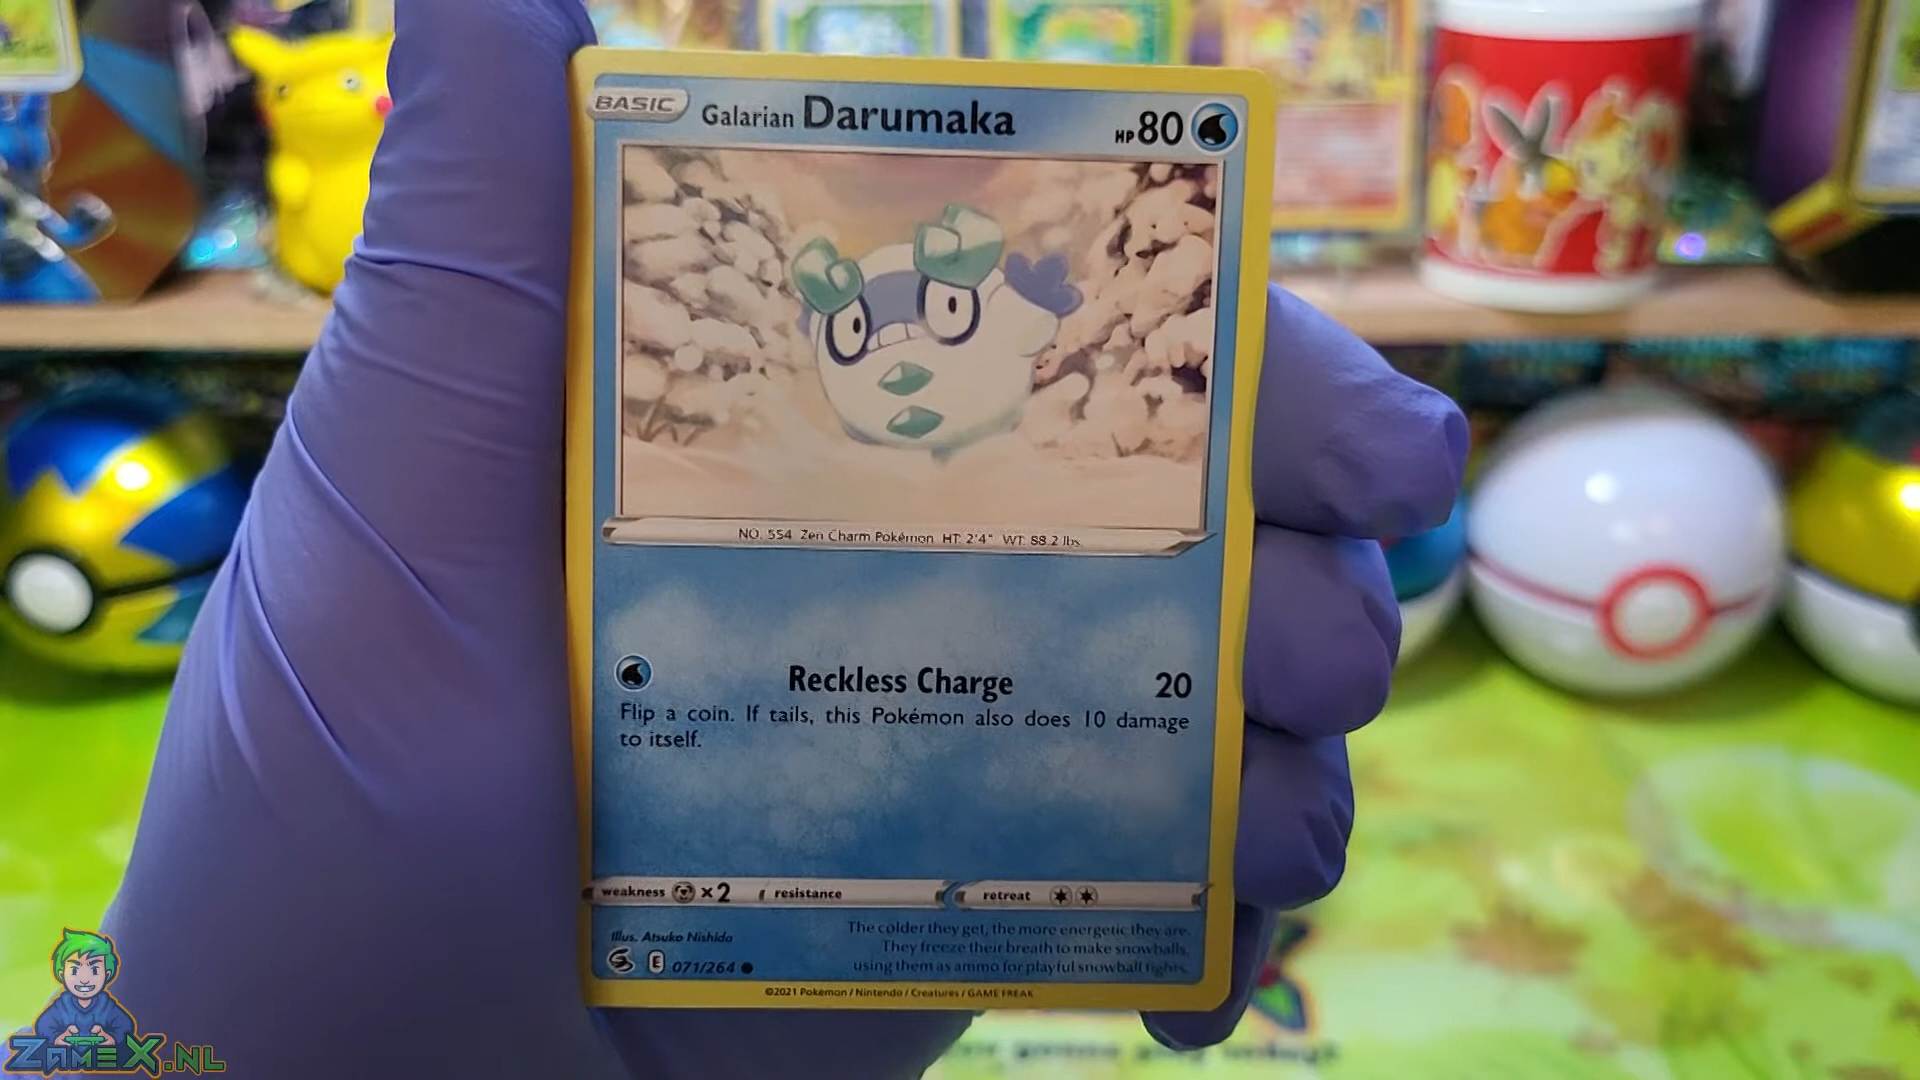 BASIC
Galarian Darumaka HP 80
NO. 554 Zen Charm Pokémon HT: 2'4" WT: 88.2 lbs.
Reckless Charge 20
Flip a coin. If tails, this Pokémon also does 10 damage
to itself.
weakness ×2 resistance retreat
Illus. Atsuko Nishida
E 071/264
The colder they get, the more energetic they are.
They freeze their breath to make snowballs,
using them as ammo for playful snowball fights.
©2021 Pokémon / Nintendo / Creatures / GAME FREAK
ZameX.nl